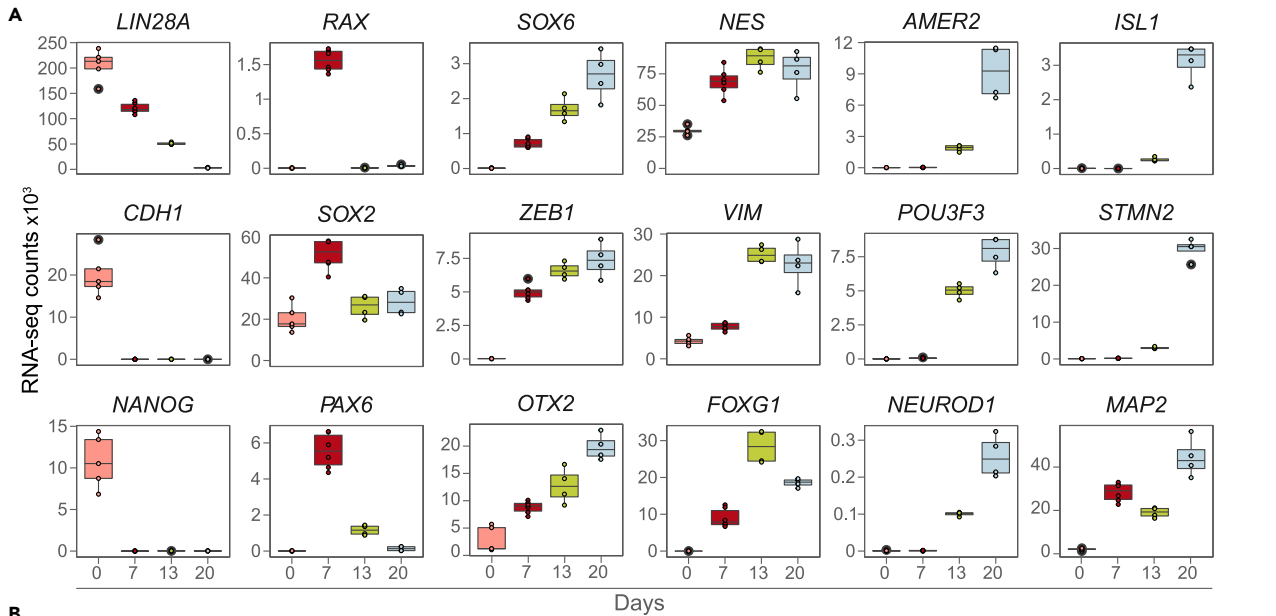 A
LIN28A RAX SOX6 NES AMER2 ISL1
250 200 150 100 50 0
1.5 1 0.5 0
3 2 1 0
75 50 25 0
12 9 6 3 0
3 2 1 0
RNA-seq counts x10³
CDH1 SOX2 ZEB1 VIM POU3F3 STMN2
20 10 0
60 40 20 0
7.5 5 2.5 0
30 20 10 0
7.5 5 2.5 0
30 20 10 0
NANOG PAX6 OTX2 FOXG1 NEUROD1 MAP2
15 10 5 0
6 4 2 0
20 15 10 5 0
30 20 10 0
0.3 0.2 0.1 0
40 20 0
0 7 13 20 0 7 13 20 0 7 13 20 0 7 13 20 0 7 13 20 0 7 13 20
Days
B